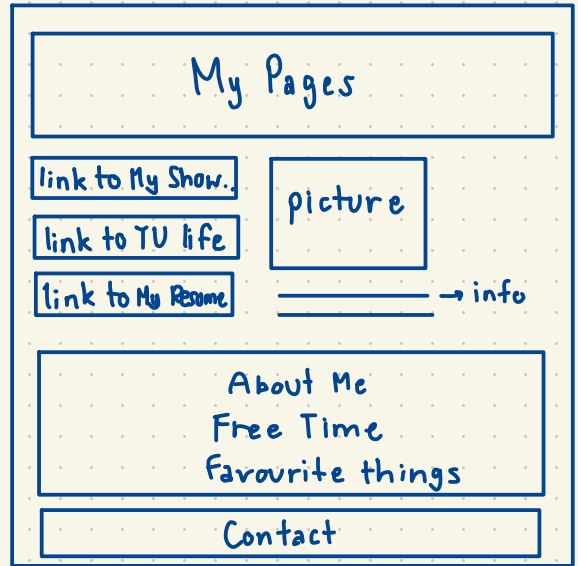 My Pages
link to My Show..
link to TU life
link to My Resume
picture
→ info
About Me
Free Time
Favourite things
Contact